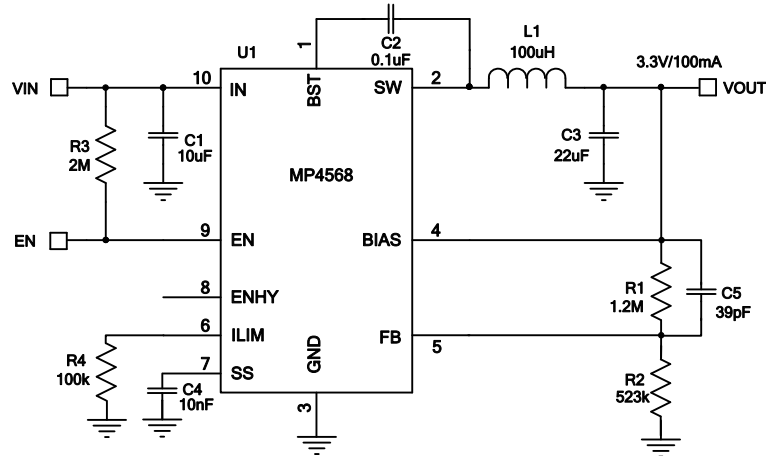 U1
1
C2
0.1uF
L1
100uH
3.3V/100mA
VIN
10
IN
BST
SW
2
VOUT
R3
2M
C1
10uF
C3
22uF
MP4568
EN
9
EN
BIAS
4
8
ENHY
R1
1.2M
C5
39pF
6
ILIM
FB
5
R4
100k
7
SS
GND
C4
10nF
3
R2
523k